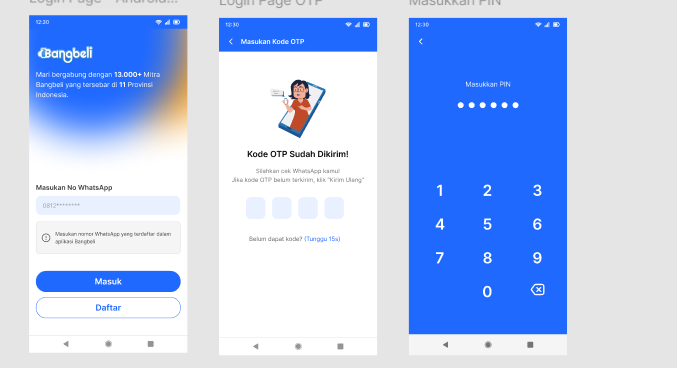 Login Page - Android...
12:30
Bangbeli
Mari bergabung dengan 13.000+ Mitra
Bangbeli yang tersebar di 11 Provinsi
Indonesia.
Masukan No WhatsApp
0812********
Masukan nomor WhatsApp yang terdaftar dalam
aplikasi Bangbeli
Masuk
Daftar
Login Page OTP
12:30
Masukan Kode OTP
Kode OTP Sudah Dikirim!
Silahkan cek WhatsApp kamu!
Jika kode OTP belum terkirim, klik "Kirim Ulang"
Belum dapat kode? (Tunggu 15s)
Masukkan PIN
12:30
Masukkan PIN
1 2 3
4 5 6
7 8 9
0